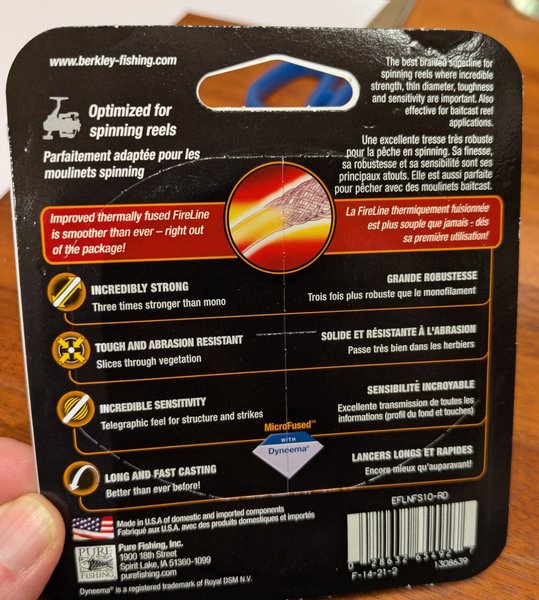 www.berkley-fishing.com
The best braided superline for
spinning reels where incredible
strength, thin diameter, toughness
and sensitivity are important. Also
effective for baitcast reel
applications.
Optimized for
spinning reels
Parfaitement adaptée pour les
moulinets spinning
Une excellente tresse très robuste
pour la pêche en spinning. Sa finesse,
sa robustesse et sa sensibilité sont ses
principaux atouts. Elle est aussi parfaite
pour pêcher avec des moulinets baitcast.
Improved thermally fused FireLine
is smoother than ever – right out
of the package!
La FireLine thermiquement fuisionnée
est plus souple que jamais - dés
sa première utilisation!
INCREDIBLY STRONG
Three times stronger than mono
GRANDE ROBUSTESSE
Trois fois plus robuste que le monofilament
TOUGH AND ABRASION RESISTANT
Slices through vegetation
SOLIDE ET RÉSISTANTE À L'ABRASION
Passe très bien dans les herbiers
INCREDIBLE SENSITIVITY
Telegraphic feel for structure and strikes
SENSIBILITÉ INCROYABLE
Excellente transmission de toutes les
informations (profil du fond et touches)
MicroFused™
WITH
Dyneema®
LONG AND FAST CASTING
Better than ever before!
LANCERS LONGS ET RAPIDES
Encore mieux qu'auparavant!
Made in U.S.A of domestic and imported components
Fabriqué aux U.S.A. avec des produits domestiques et importés
PURE
FISHING
Pure Fishing, Inc.
1900 18th Street
Spirit Lake, IA 51360-1099
purefishing.com
Dyneema® is a registered trademark of Royal DSM N.V.
EFLNFS10-RD
F-14-21-2
1308639